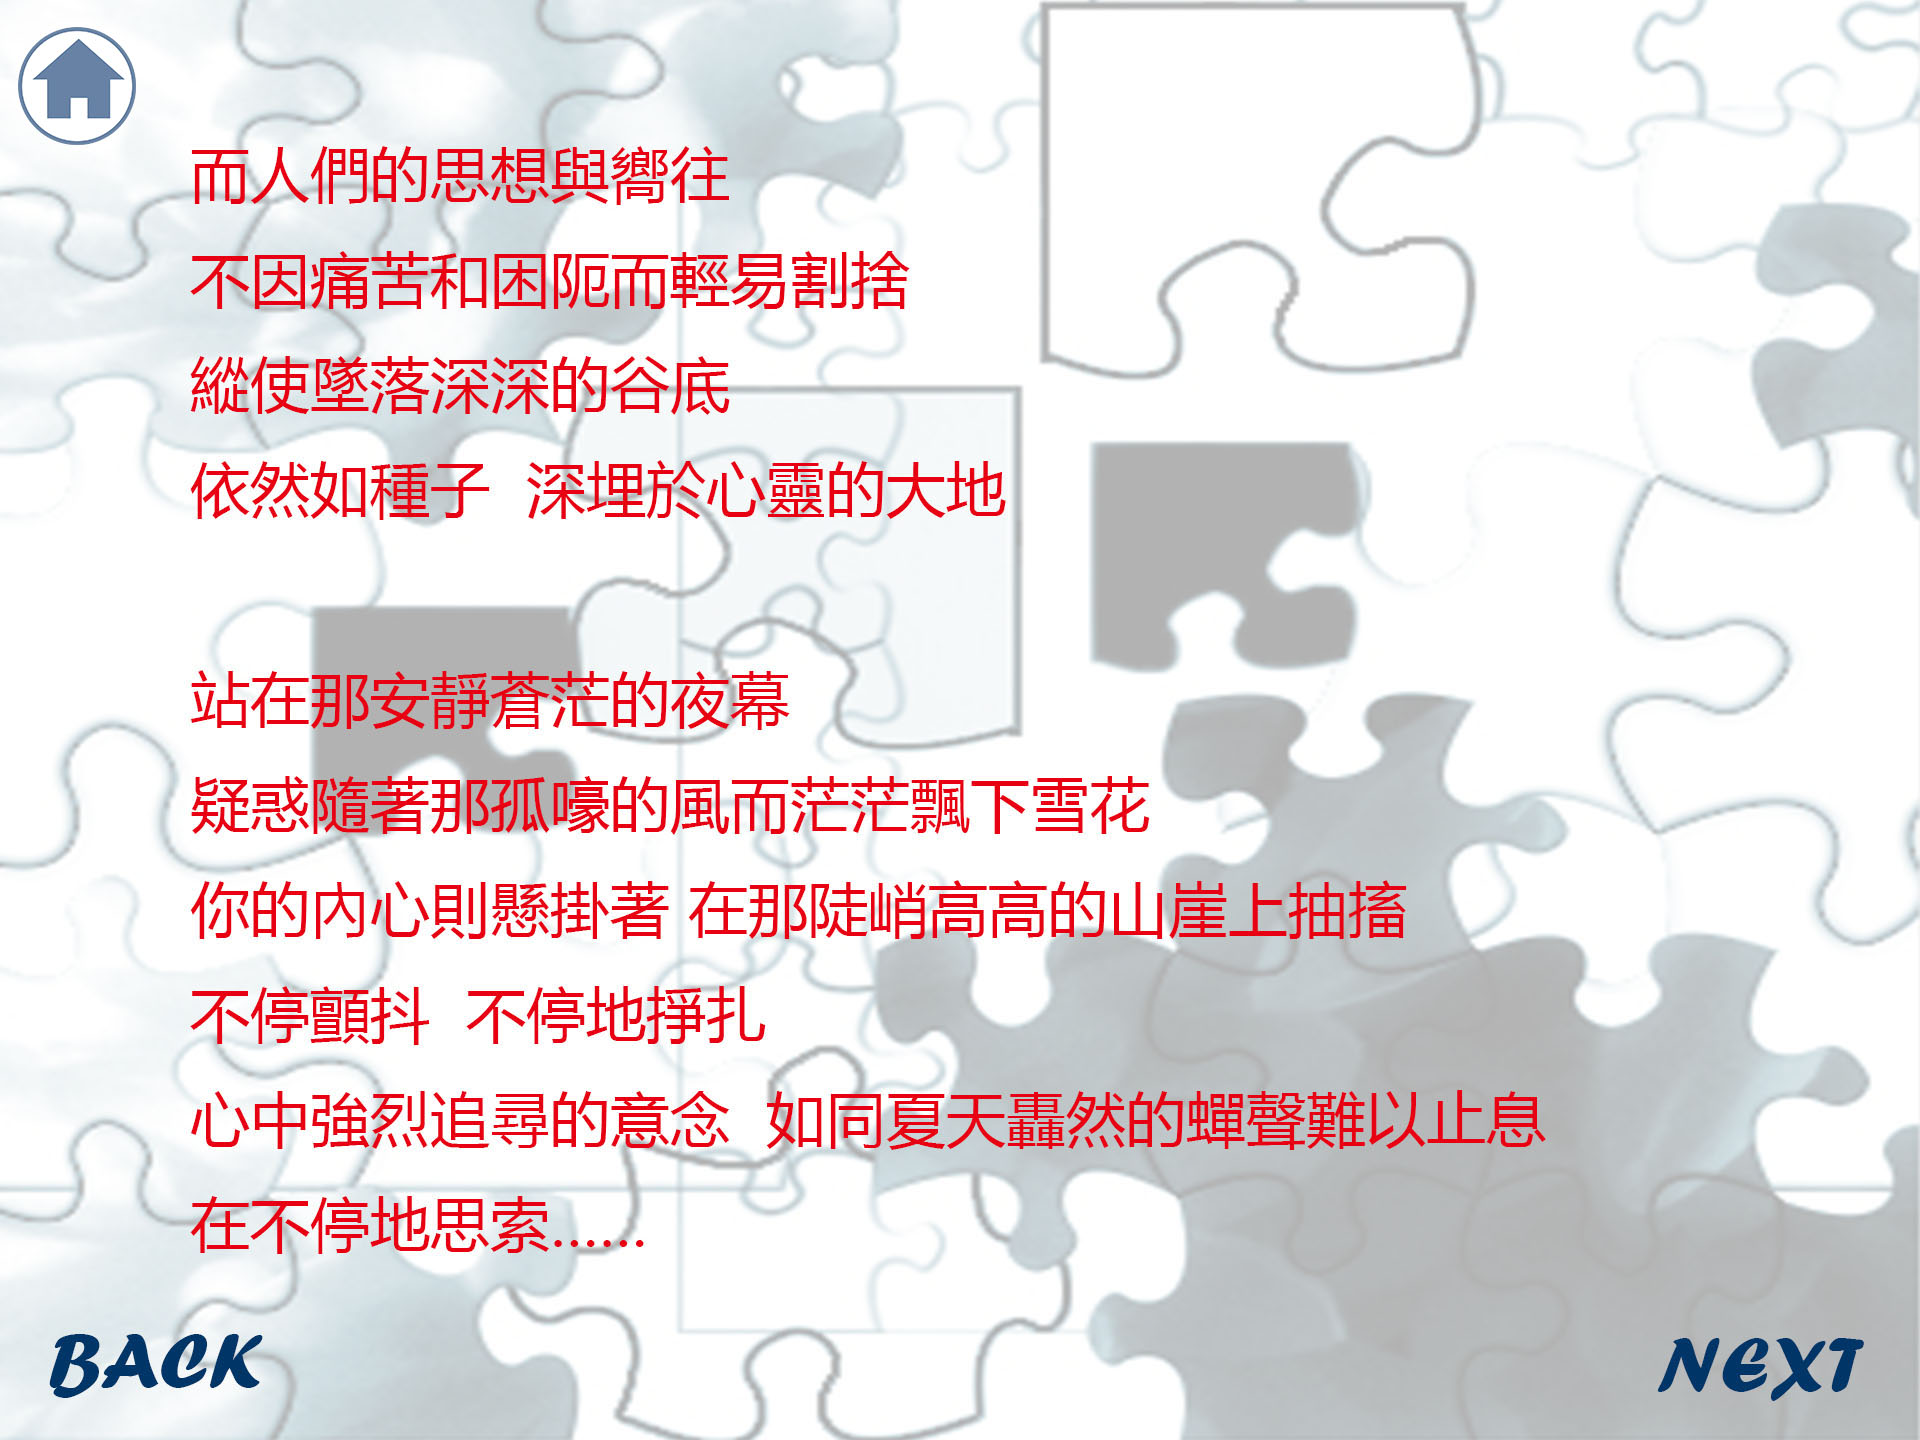 而人們的思想與嚮往
不因痛苦和困阨而輕易割捨
縱使墜落深深的谷底
依然如種子 深埋於心靈的大地
站在那安靜蒼茫的夜幕
疑惑隨著那孤嚎的風而茫茫飄下雪花
你的內心則懸掛著 在那陡峭高高的山崖上抽搐
不停顫抖 不停地掙扎
心中強烈追尋的意念 如同夏天轟然的蟬聲難以止息
在不停地思索......
BACK
NEXT